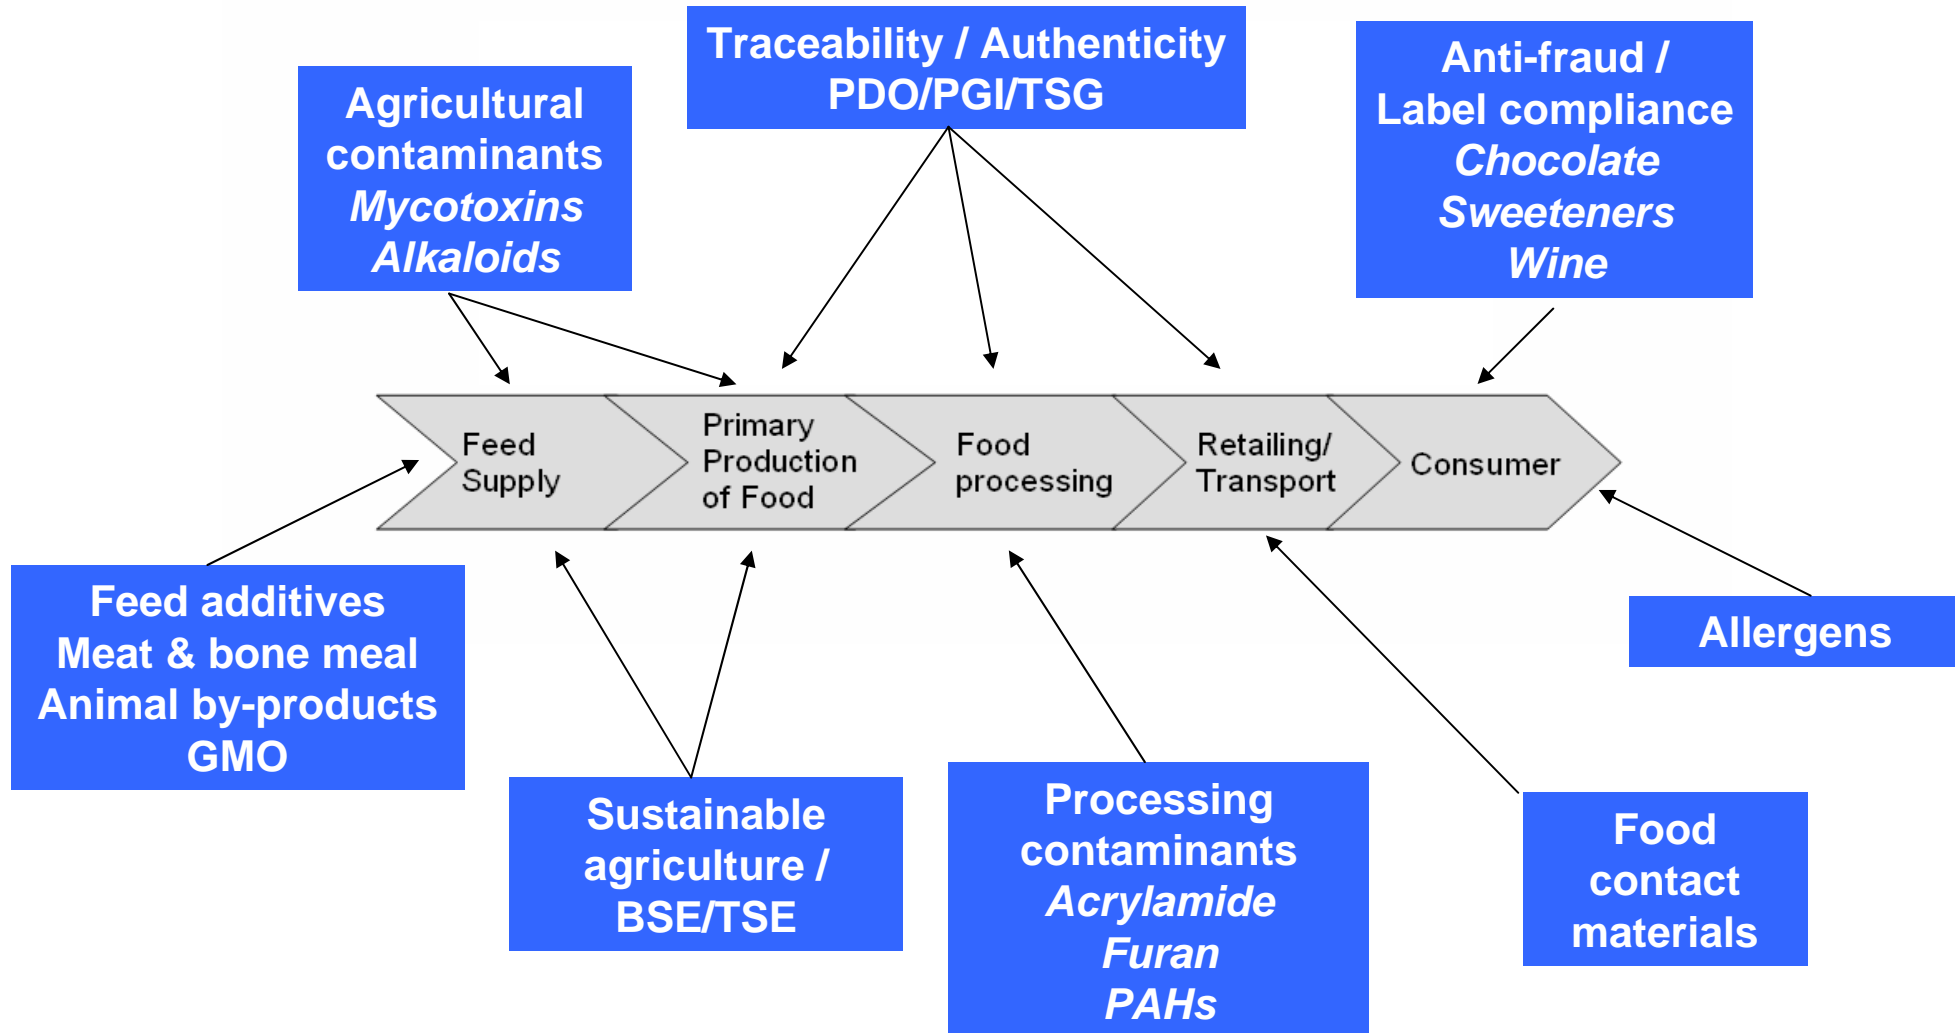 Traceability / Authenticity
PDO/PGI/TSG
Anti-fraud /
Label compliance
Chocolate
Sweeteners
Wine
Agricultural
contaminants
Mycotoxins
Alkaloids
Feed
Supply
Primary
Production
of Food
Food
processing
Retailing/
Transport
Consumer
Feed additives
Meat & bone meal
Animal by-products
GMO
Sustainable
agriculture /
BSE/TSE
Processing
contaminants
Acrylamide
Furan
PAHs
Food
contact
materials
Allergens